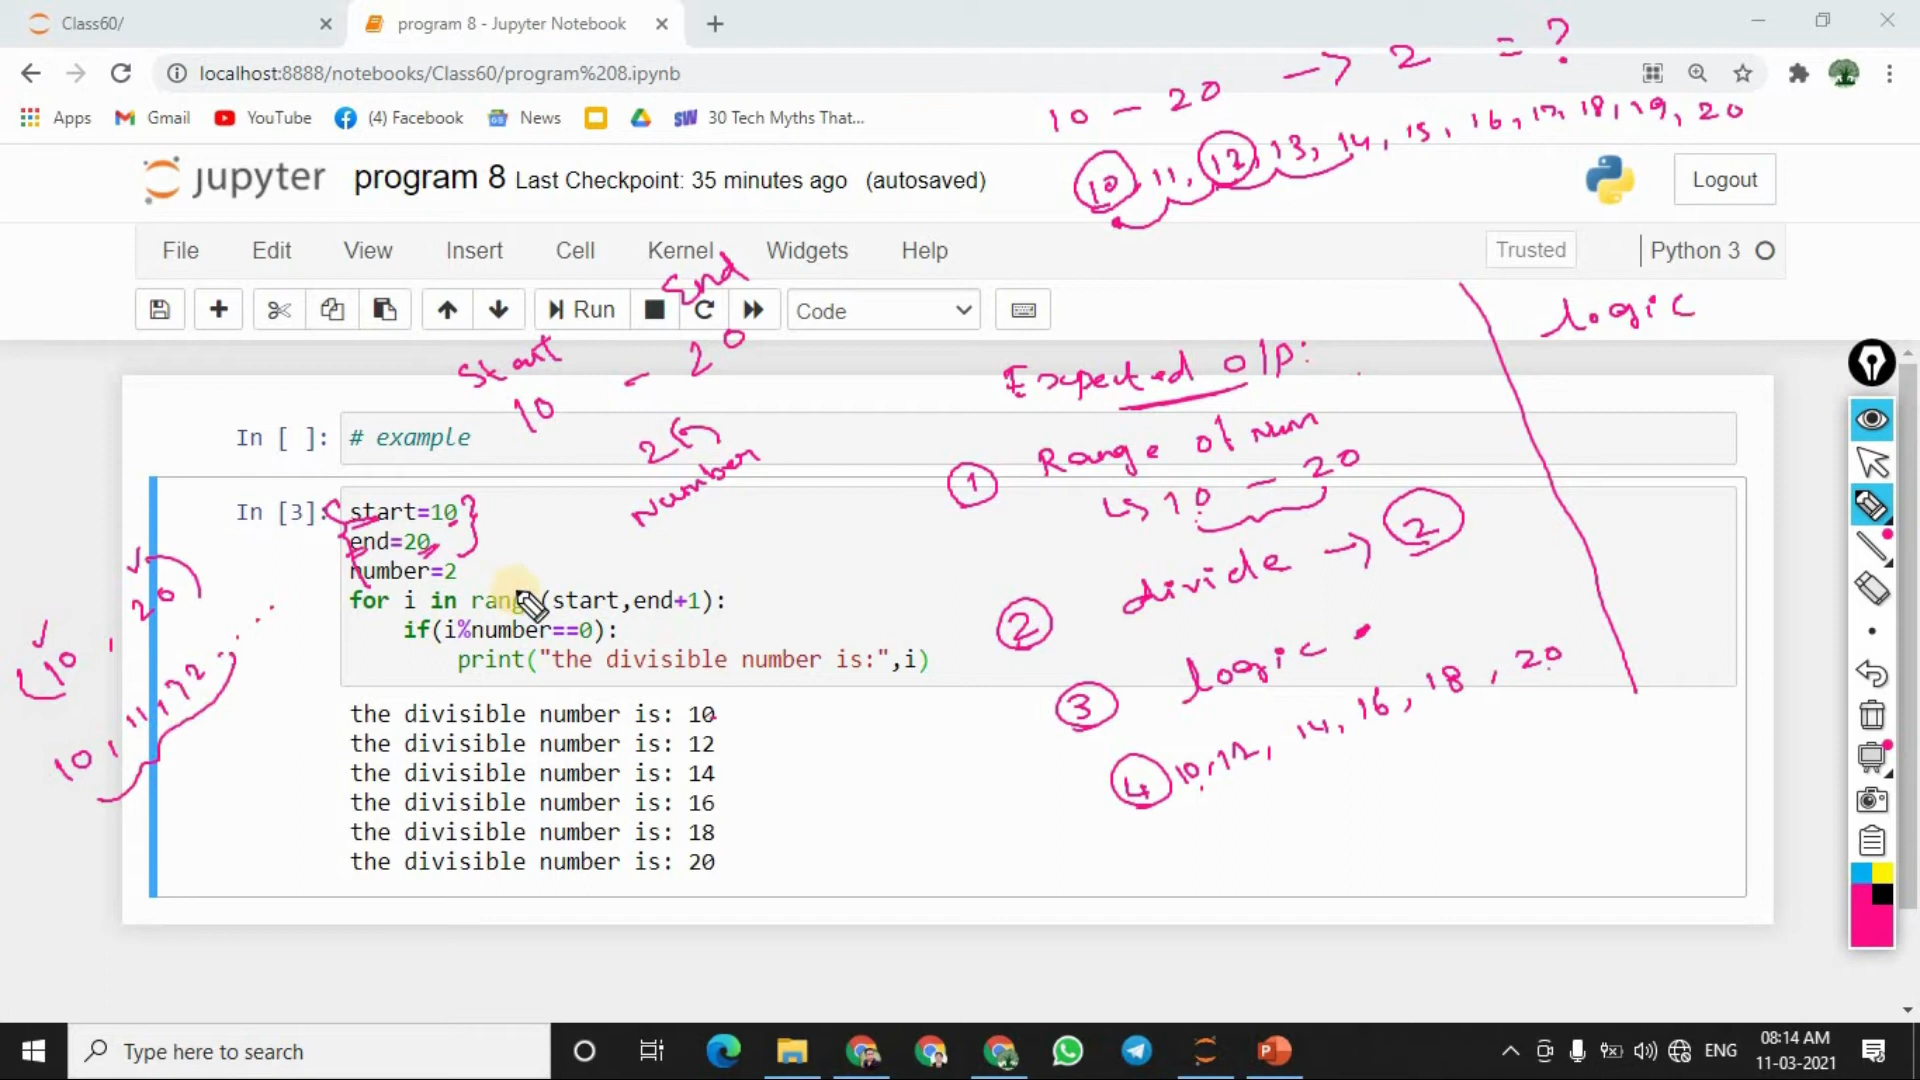 Class60/
program 8 - Jupyter Notebook
localhost:8888/notebooks/Class60/program%208.ipynb
10 - 20 → 2 = ?
Apps Gmail YouTube (4) Facebook News 30 Tech Myths That...
10, 11, 12, 13, 14, 15, 16, 17, 18, 19, 20
jupyter program 8 Last Checkpoint: 35 minutes ago (autosaved)
Logout
File Edit View Insert Cell Kernel Widgets Help
Trusted Python 3
End
Run Code
logic
Start
10 - 20
Expected o/p:
In [ ]: # example
2
Number
1 Range of Num
↳ 10 - 20
In [3]: start=10
end=20
number=2
for i in range(start,end+1):
if(i%number==0):
print("the divisible number is:",i)
2 divide → 2
3 logic
4 10, 12, 14, 16, 18, 20
(10, 20
10, 11, 12 . . . .
the divisible number is: 10
the divisible number is: 12
the divisible number is: 14
the divisible number is: 16
the divisible number is: 18
the divisible number is: 20
Type here to search
ENG
08:14 AM
11-03-2021